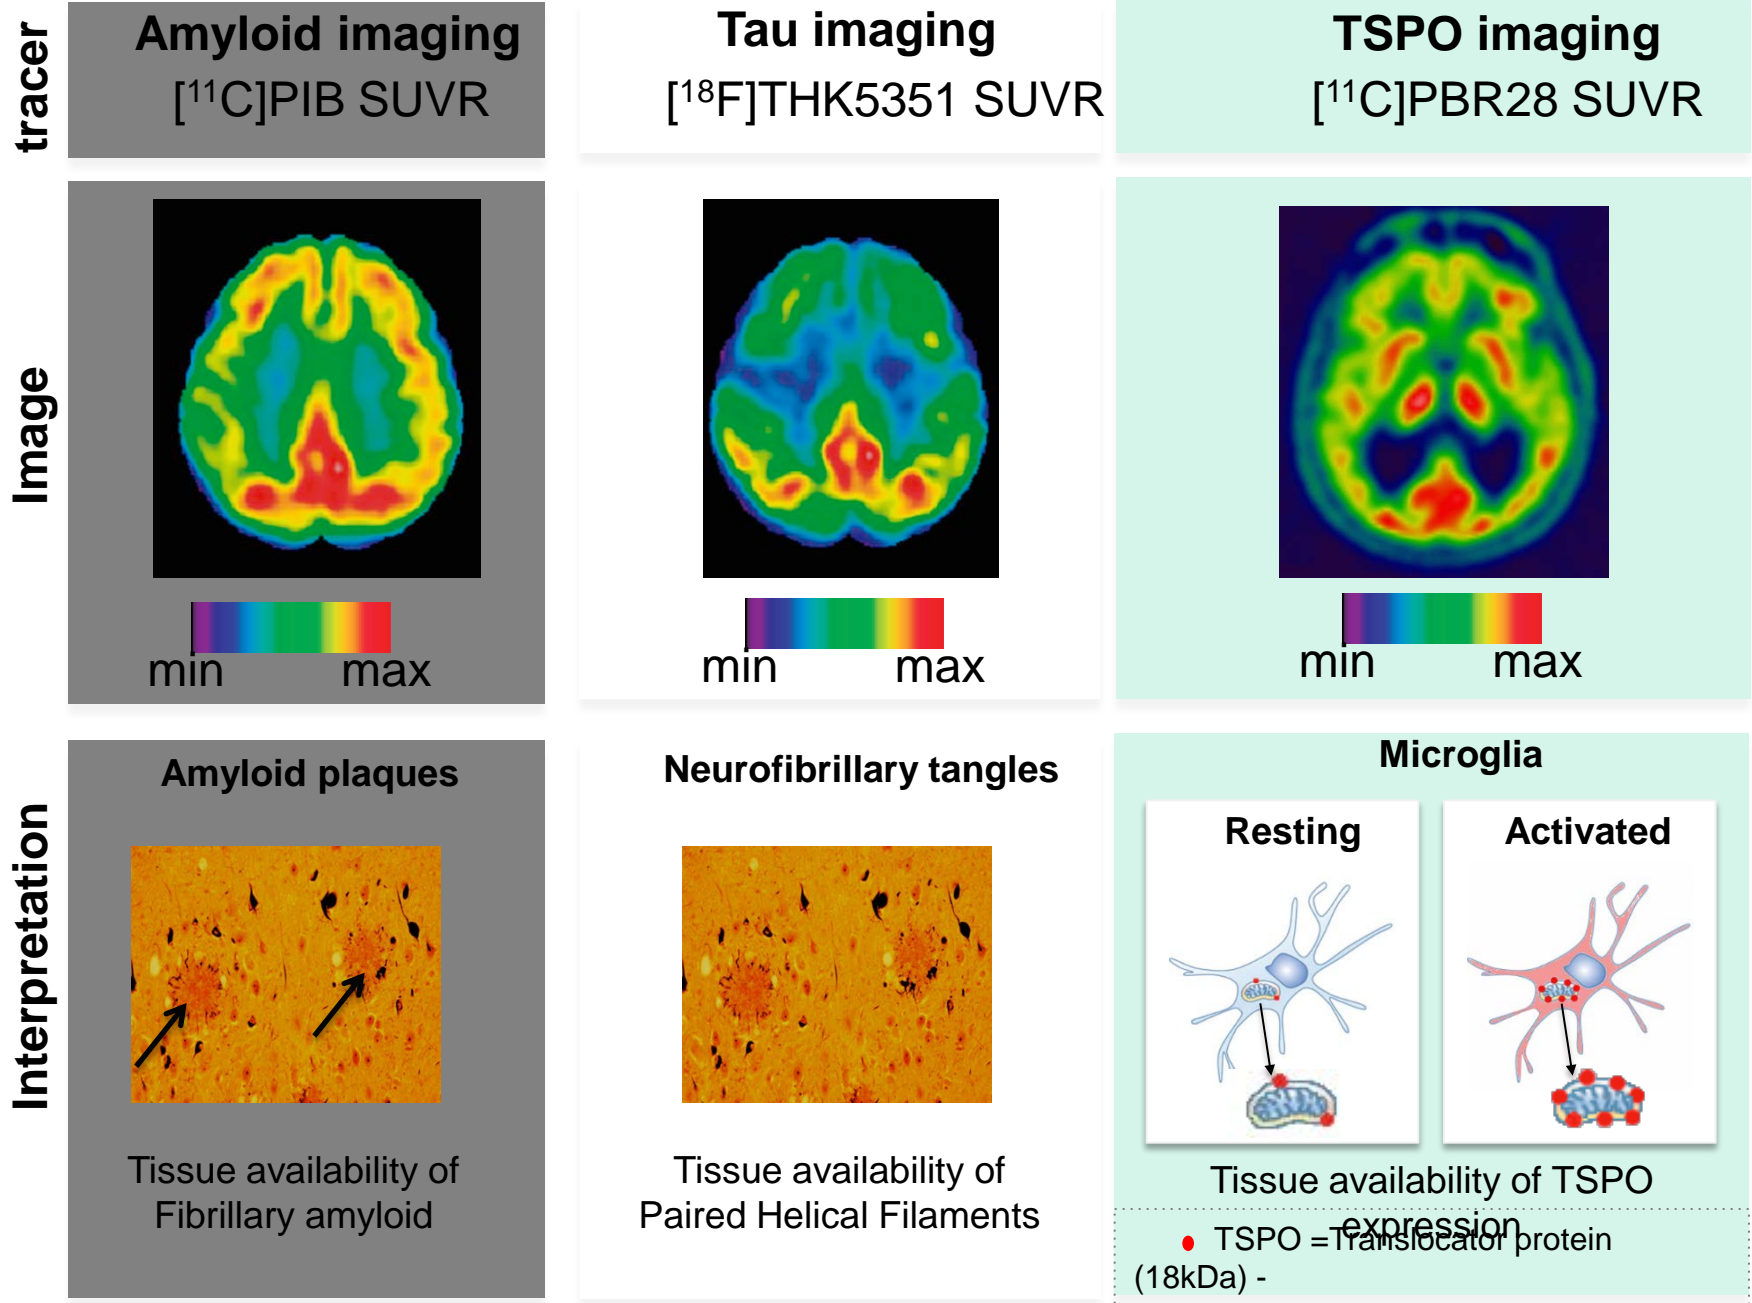 tracer
Amyloid imaging
[¹¹C]PIB SUVR
Tau imaging
[¹⁸F]THK5351 SUVR
TSPO imaging
[¹¹C]PBR28 SUVR
Image
min max
min max
min max
Interpretation
Amyloid plaques
Tissue availability of
Fibrillary amyloid
Neurofibrillary tangles
Tissue availability of
Paired Helical Filaments
Microglia
Resting
Activated
Tissue availability of TSPO
expression
TSPO =Translocator protein
(18kDa) -